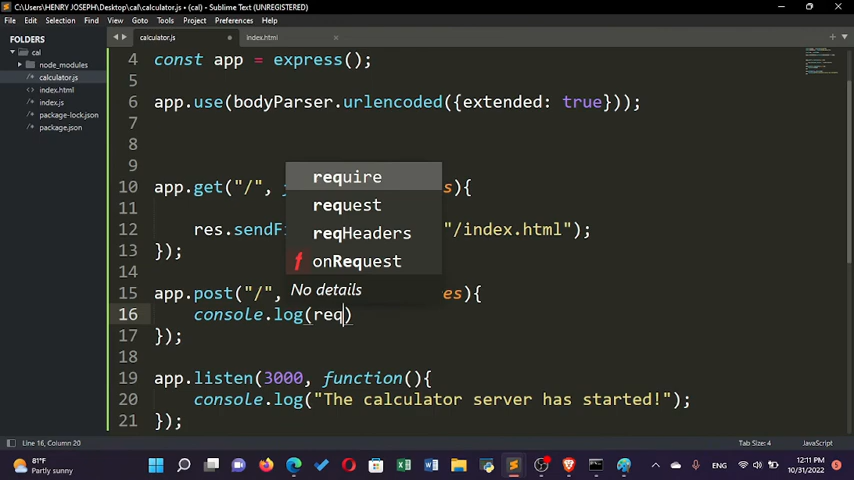 C:\Users\HENRY JOSEPH\Desktop\cal\calculator.js • (cal) - Sublime Text (UNREGISTERED)
File Edit Selection Find View Goto Tools Project Preferences Help
FOLDERS
cal
node_modules
calculator.js
index.html
index.js
package-lock.json
package.json
calculator.js index.html
4 const app = express();
5
6 app.use(bodyParser.urlencoded({extended: true}));
7
8
9
10 app.get("/", s){
11
12 res.sendF "/index.html");
13 });
14
15 app.post("/", es){
16 console.log(req)
17 });
18
19 app.listen(3000, function(){
20 console.log("The calculator server has started!");
21 });
require
request
reqHeaders
f onRequest
No details
Line 16, Column 20 Tab Size: 4 JavaScript
81°F
Partly sunny
ENG
12:11 PM
10/31/2022
5